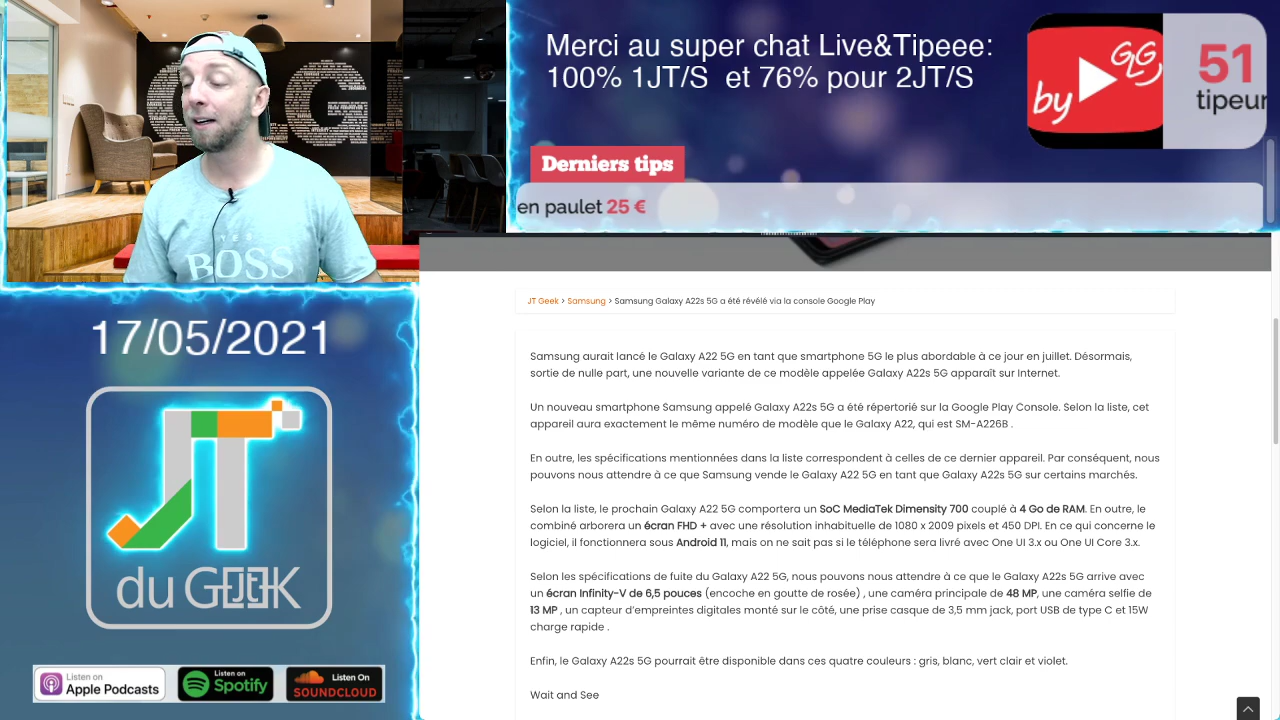 Merci au super chat Live&Tipeee:
by GG
tipeu
Derniers tips
en paulet 25 €
YES
BOSS
JT Geek > Samsung > Samsung Galaxy A22s 5G a été révélé via la console Google Play
17/05/2021
du GEEK
Listen on
Apple Podcasts
Listen on
Spotify
Listen On
SOUNDCLOUD
Samsung aurait lancé le Galaxy A22 5G en tant que smartphone 5G le plus abordable à ce jour en juillet. Désormais,
sortie de nulle part, une nouvelle variante de ce modèle appelée Galaxy A22s 5G apparaît sur Internet.
Un nouveau smartphone Samsung appelé Galaxy A22s 5G a été répertorié sur la Google Play Console. Selon la liste, cet
appareil aura exactement le même numéro de modèle que le Galaxy A22, qui est SM-A226B .
En outre, les spécifications mentionnées dans la liste correspondent à celles de ce dernier appareil. Par conséquent, nous
pouvons nous attendre à ce que Samsung vende le Galaxy A22 5G en tant que Galaxy A22s 5G sur certains marchés.
Selon la liste, le prochain Galaxy A22 5G comportera un SoC MediaTek Dimensity 700 couplé à 4 Go de RAM. En outre, le
combiné arborera un écran FHD + avec une résolution inhabituelle de 1080 x 2009 pixels et 450 DPI. En ce qui concerne le
logiciel, il fonctionnera sous Android 11, mais on ne sait pas si le téléphone sera livré avec One UI 3.x ou One UI Core 3.x.
Selon les spécifications de fuite du Galaxy A22 5G, nous pouvons nous attendre à ce que le Galaxy A22s 5G arrive avec
un écran Infinity-V de 6,5 pouces (encoche en goutte de rosée) , une caméra principale de 48 MP, une caméra selfie de
13 MP , un capteur d'empreintes digitales monté sur le côté, une prise casque de 3,5 mm jack, port USB de type C et 15W
charge rapide .
Enfin, le Galaxy A22s 5G pourrait être disponible dans ces quatre couleurs : gris, blanc, vert clair et violet.
Wait and See